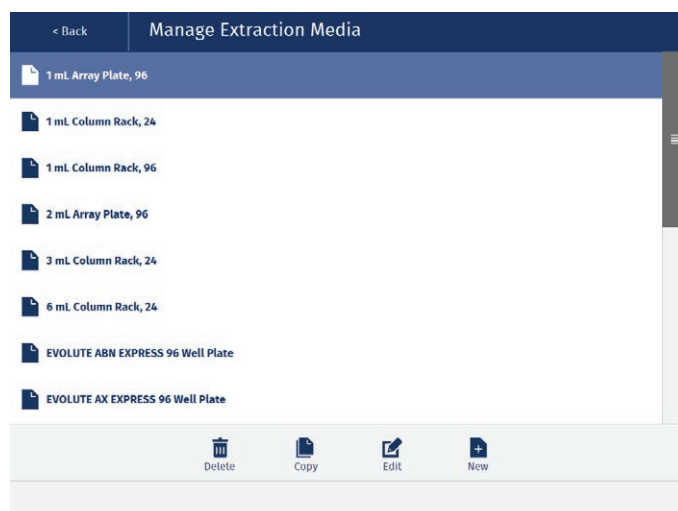 < Back
Manage Extraction Media
1 mL Array Plate, 96
1 mL Column Rack, 24
1 mL Column Rack, 96
2 mL Array Plate, 96
3 mL Column Rack, 24
6 mL Column Rack, 24
EVOLUTE ABN EXPRESS 96 Well Plate
EVOLUTE AX EXPRESS 96 Well Plate
Delete
Copy
Edit
New